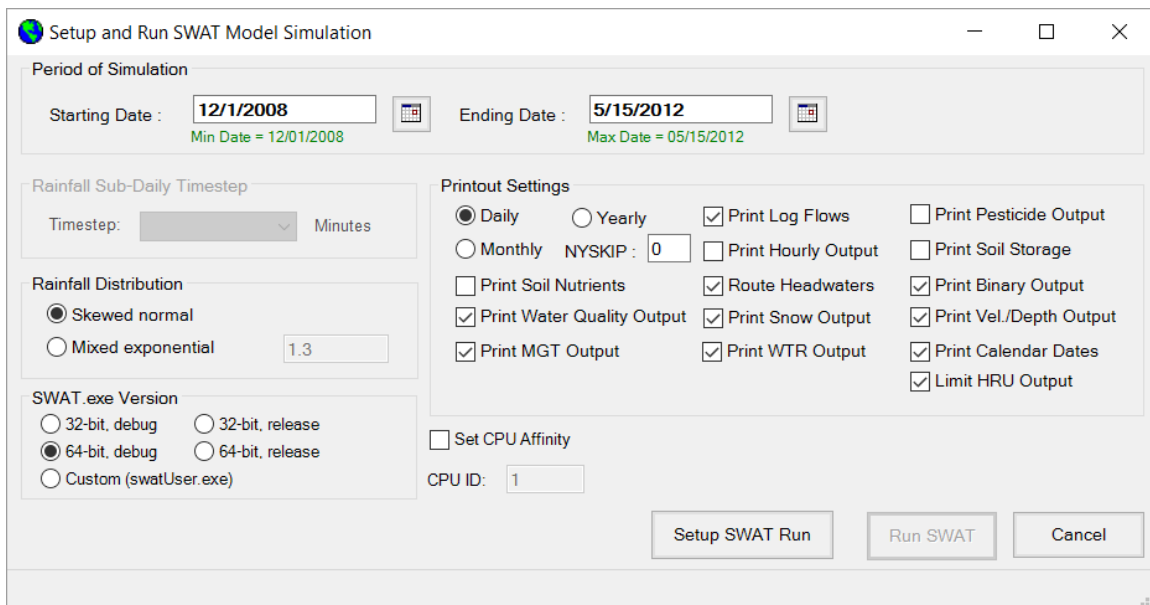 Setup and Run SWAT Model Simulation
Period of Simulation
Starting Date : 12/1/2008 Ending Date : 5/15/2012
Min Date = 12/01/2008 Max Date = 05/15/2012
Rainfall Sub-Daily Timestep
Timestep: Minutes
Rainfall Distribution
Skewed normal
Mixed exponential 1.3
SWAT.exe Version
32-bit, debug 32-bit, release
64-bit, debug 64-bit, release
Custom (swatUser.exe)
Printout Settings
Daily Yearly Print Log Flows Print Pesticide Output
Monthly NYSKIP : 0 Print Hourly Output Print Soil Storage
Print Soil Nutrients Route Headwaters Print Binary Output
Print Water Quality Output Print Snow Output Print Vel./Depth Output
Print MGT Output Print WTR Output Print Calendar Dates
Limit HRU Output
Set CPU Affinity
CPU ID: 1
Setup SWAT Run Run SWAT Cancel